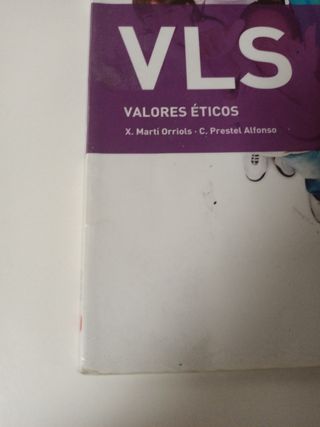 VLS
VALORES ÉTICOS
X. Martí Orriols · C. Prestel Alfonso